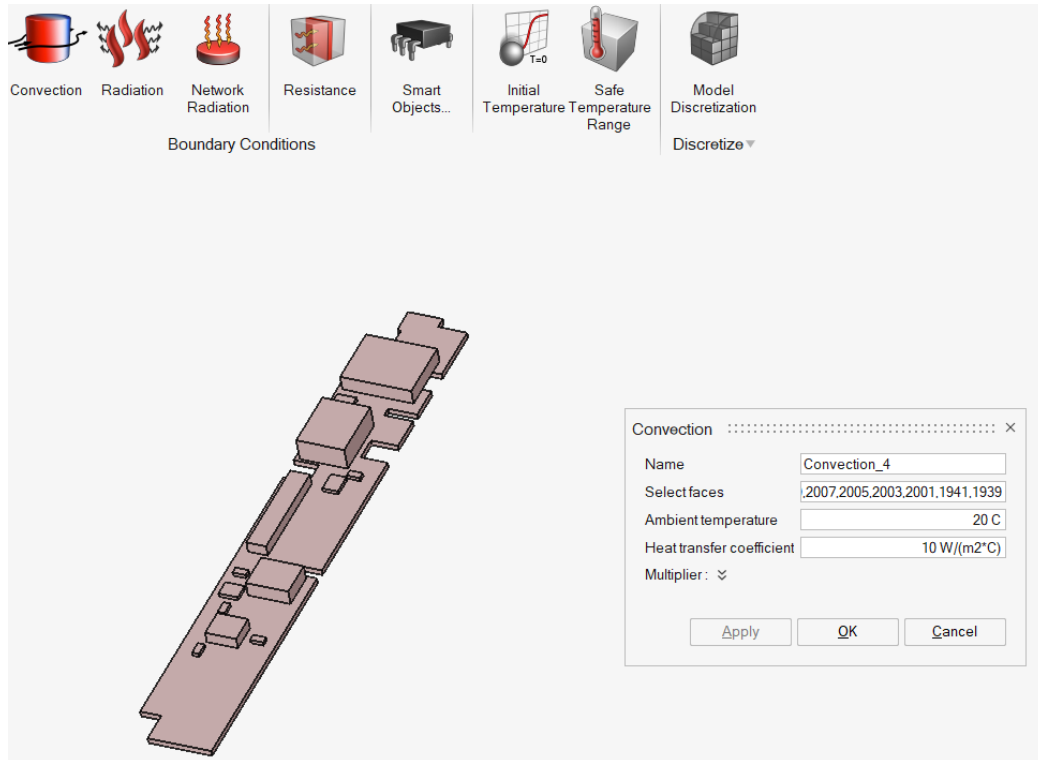 Convection
Radiation
Network
Radiation
Resistance
Smart
Objects...
T=0
Initial
Temperature
Safe
Temperature
Range
Model
Discretization
Boundary Conditions
Discretize
Convection
Name
Convection_4
Select faces
,2007,2005,2003,2001,1941,1939
Ambient temperature
20 C
Heat transfer coefficient
10 W/(m2*C)
Multiplier :
Apply
OK
Cancel